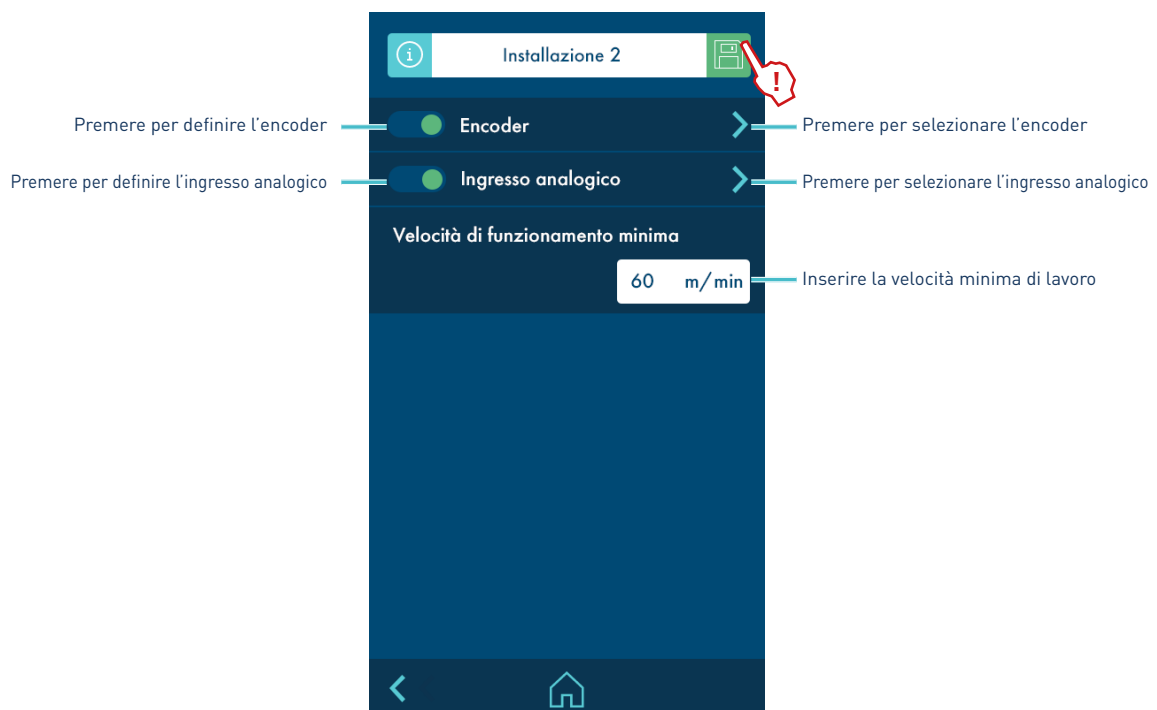 Installazione 2
!
Premere per definire l'encoder
Encoder
Premere per selezionare l'encoder
Premere per definire l'ingresso analogico
Ingresso analogico
Premere per selezionare l'ingresso analogico
Velocità di funzionamento minima
60 m/min
Inserire la velocità minima di lavoro